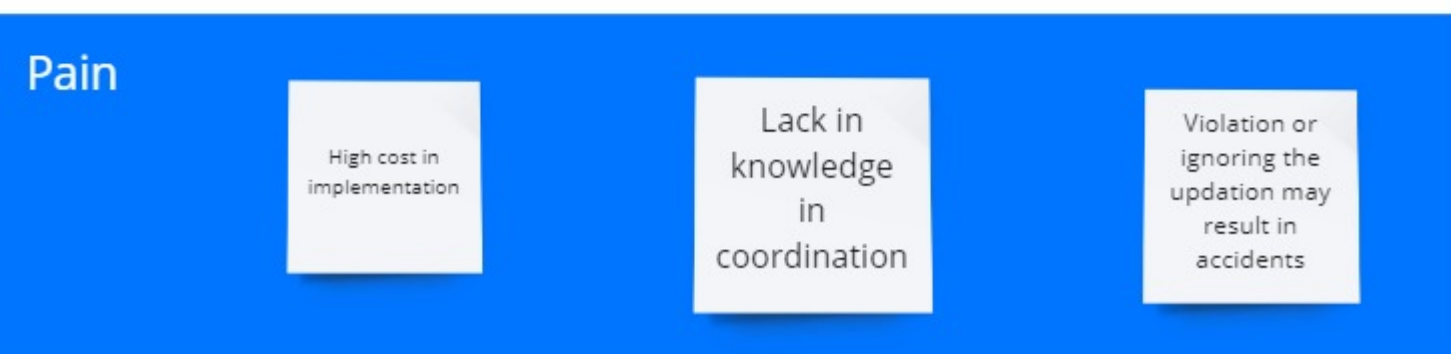 Pain
High cost in
implementation
Lack in
knowledge
in
coordination
Violation or
ignoring the
updation may
result in
accidents